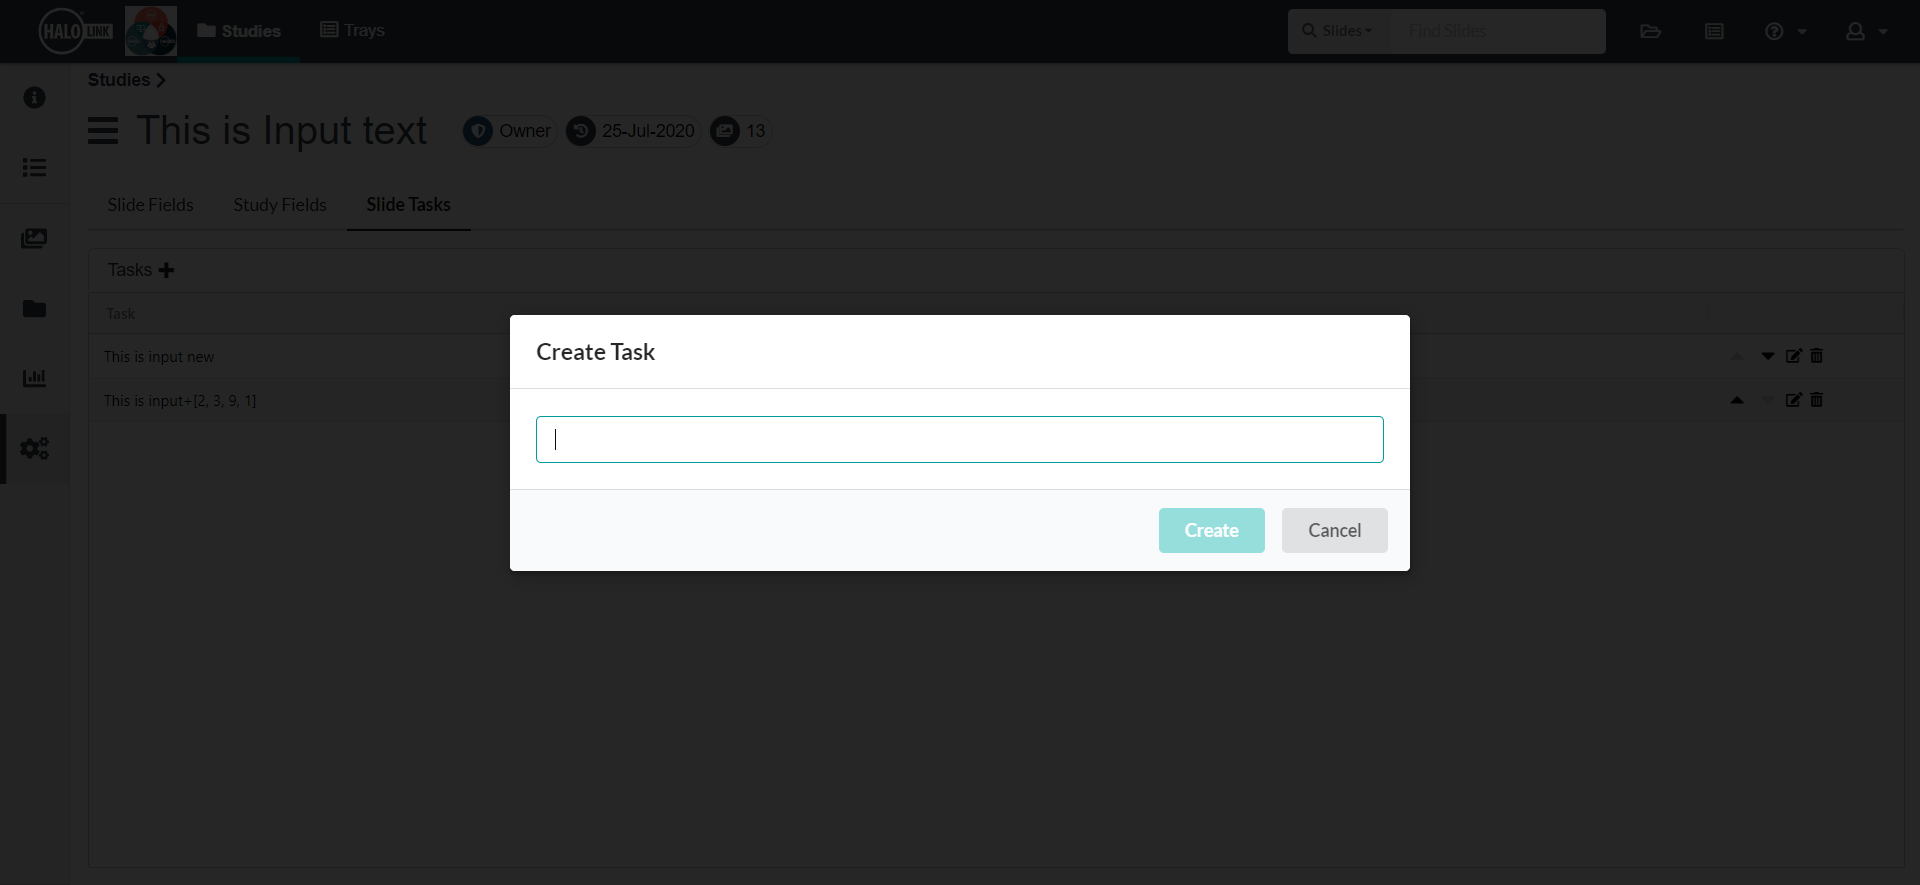 HALO LINK
Studies
Trays
Slides
Find Slides
Studies
This is Input text
Owner
25-Jul-2020
13
Slide Fields
Study Fields
Slide Tasks
Tasks
Task
This is input new
This is input+[2, 3, 9, 1]
Create Task
Create
Cancel